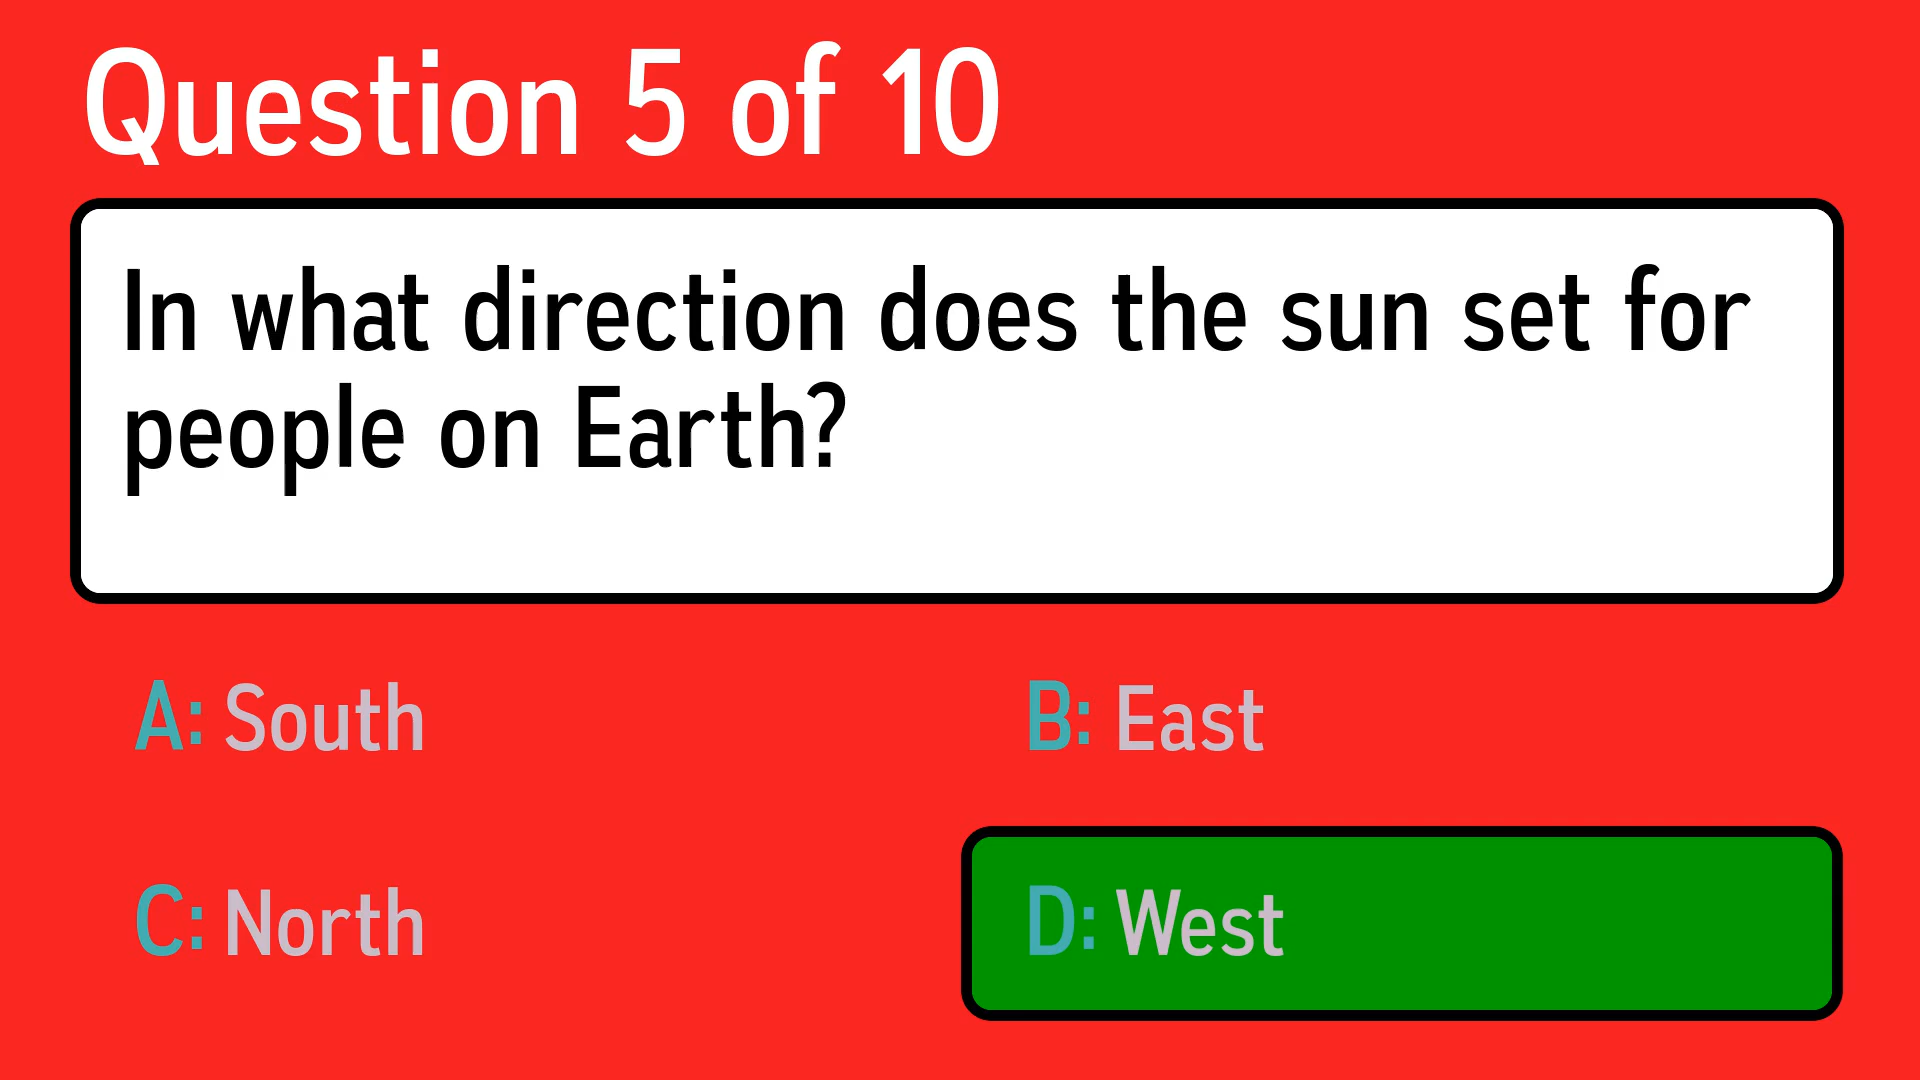 Question 5 of 10
In what direction does the sun set for
people on Earth?
A: South
B: East
C: North
D: West